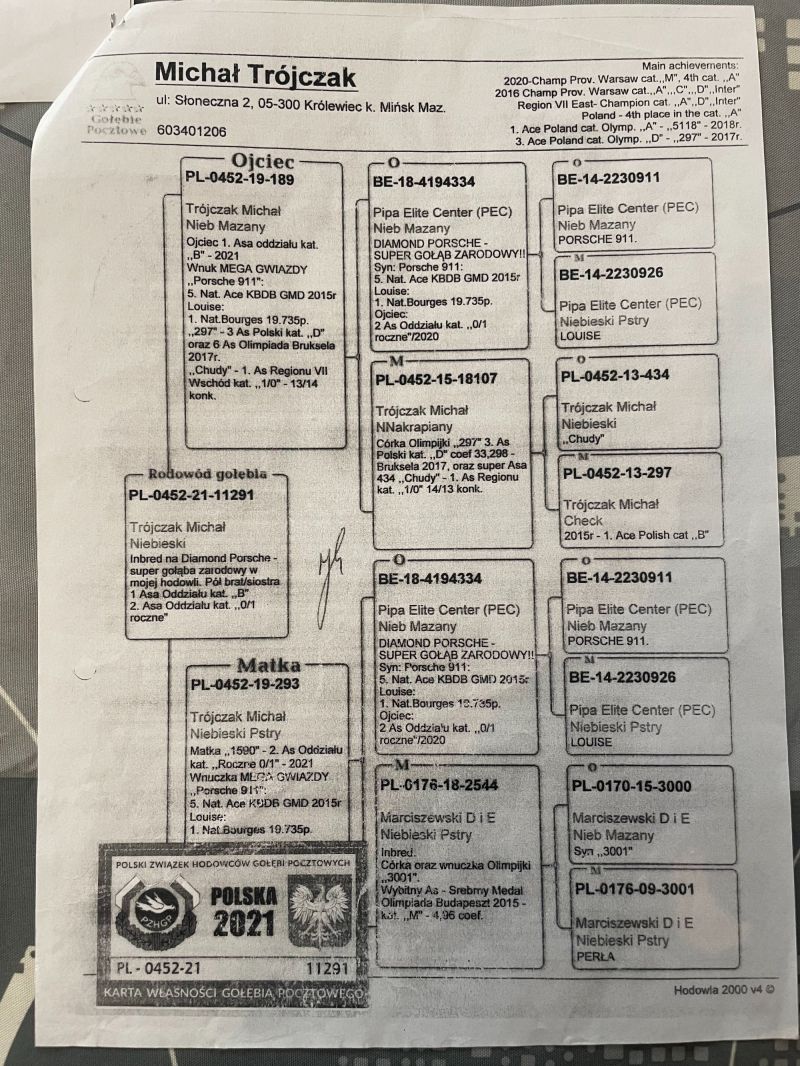 Michał Trójczak
ul: Słoneczna 2, 05-300 Królewiec k. Mińsk Maz.
603401206
Gołębie
Pocztowe
Main achievements:
2020-Champ Prov. Warsaw cat.,,M", 4th cat. ,,A"
2016 Champ Prov. Warsaw cat.,,A",,,C",,,D",,Inter"
Region VII East- Champion cat. ,,A",,D",,Inter"
Poland - 4th place in the cat. ,,A"
1. Ace Poland cat. Olymp. ,,A" - ,,5118" - 2018r.
3. Ace Poland cat. Olymp. ,,D" - ,,297" - 2017r.
Ojciec
PL-0452-19-189
Trójczak Michał
Nieb Mazany
Ojciec 1. Asa oddziału kat.
,,B" - 2021
Wnuk MEGA GWIAZDY
,,Porsche 911":
5. Nat. Ace KBDB GMD 2015r
Louise:
1. Nat.Bourges 19.735p.
,,297" - 3 As Polski kat. ,,D"
oraz 6 As Olimpiada Bruksela
2017r.
,,Chudy" - 1. As Regionu VII
Wschód kat. ,,1/0" - 13/14
konk.
O
BE-18-4194334
Pipa Elite Center (PEC)
Nieb Mazany
DIAMOND PORSCHE -
SUPER GOŁĄB ZARODOWY!!
Syn: Porsche 911:
5. Nat. Ace KBDB GMD 2015r
Louise:
1. Nat.Bourges 19.735p.
Ojciec:
2 As Oddziału kat. ,,0/1
roczne"/2020
O
BE-14-2230911
Pipa Elite Center (PEC)
Nieb Mazany
PORSCHE 911.
M
BE-14-2230926
Pipa Elite Center (PEC)
Niebieski Pstry
LOUISE
M
PL-0452-15-18107
Trójczak Michał
NNakrapiany
Córka Olimpijki ,,297" 3. As
Polski kat. ,,D" coef 33,298 -
Bruksela 2017, oraz super Asa
434 ,,Chudy" - 1. As Regionu
kat. ,,1/0" 14/13 konk.
O
PL-0452-13-434
Trójczak Michał
Niebieski
,,Chudy"
M
PL-0452-13-297
Trójczak Michał
Check
2015r - 1. Ace Polish cat ,,B"
Rodowód gołębia
PL-0452-21-11291
Trójczak Michał
Niebieski
Inbred na Diamond Porsche -
super gołąba zarodowy w
mojej hodowli. Pół brat/siostra
1 Asa Oddziału kat. ,,B"
2. Asa Oddziału kat. ,,0/1
roczne"
Matka
PL-0452-19-293
Trójczak Michał
Niebieski Pstry
Matka ,,1590" - 2. As Oddziału
kat. ,,Roczne 0/1" - 2021
Wnuczka MEGA GWIAZDY
,,Porsche 911":
5. Nat. Ace KBDB GMD 2015r
Louise:
1. Nat.Bourges 19.735p.
O
BE-18-4194334
Pipa Elite Center (PEC)
Nieb Mazany
DIAMOND PORSCHE -
SUPER GOŁĄB ZARODOWY!!
Syn: Porsche 911:
5. Nat. Ace KBDB GMD 2015r
Louise:
1. Nat.Bourges 19.735p.
Ojciec:
2 As Oddziału kat. ,,0/1
roczne"/2020
O
BE-14-2230911
Pipa Elite Center (PEC)
Nieb Mazany
PORSCHE 911.
M
BE-14-2230926
Pipa Elite Center (PEC)
Niebieski Pstry
LOUISE
M
PL-0176-18-2544
Marciszewski D i E
Niebieski Pstry
Inbred.
Córka oraz wnuczka Olimpijki
,,3001".
Wybitny As - Srebrny Medal
Olimpiada Budapeszt 2015 -
kat. ,,M" - 4,96 coef.
O
PL-0170-15-3000
Marciszewski D i E
Nieb Mazany
Syn ,,3001"
M
PL-0176-09-3001
Marciszewski D i E
Niebieski Pstry
PERŁA
POLSKI ZWIĄZEK HODOWCÓW GOŁĘBI POCZTOWYCH
PZHGP
POLSKA
2021
PL - 0452-21 11291
KARTA WŁASNOŚCI GOŁĘBIA POCZTOWEGO
Hodowla 2000 v4 ©